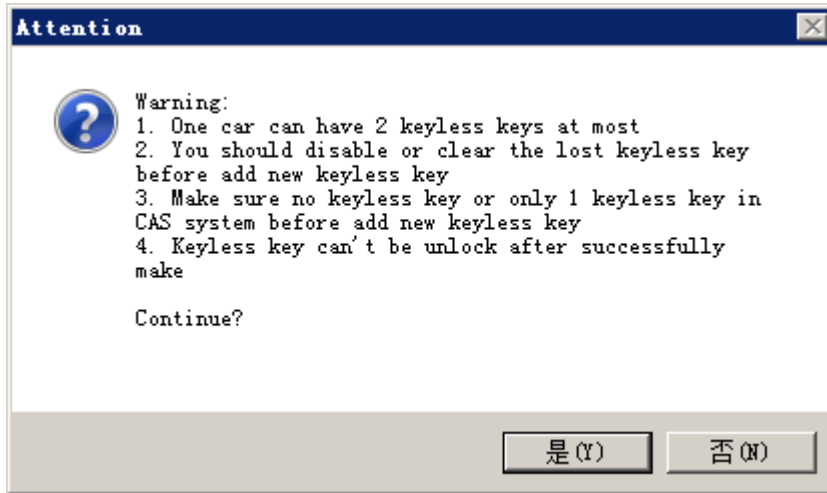 Attention
Warning:
1. One car can have 2 keyless keys at most
2. You should disable or clear the lost keyless key
before add new keyless key
3. Make sure no keyless key or only 1 keyless key in
CAS system before add new keyless key
4. Keyless key can't be unlock after successfully
make
Continue?
是(Y)
否(N)